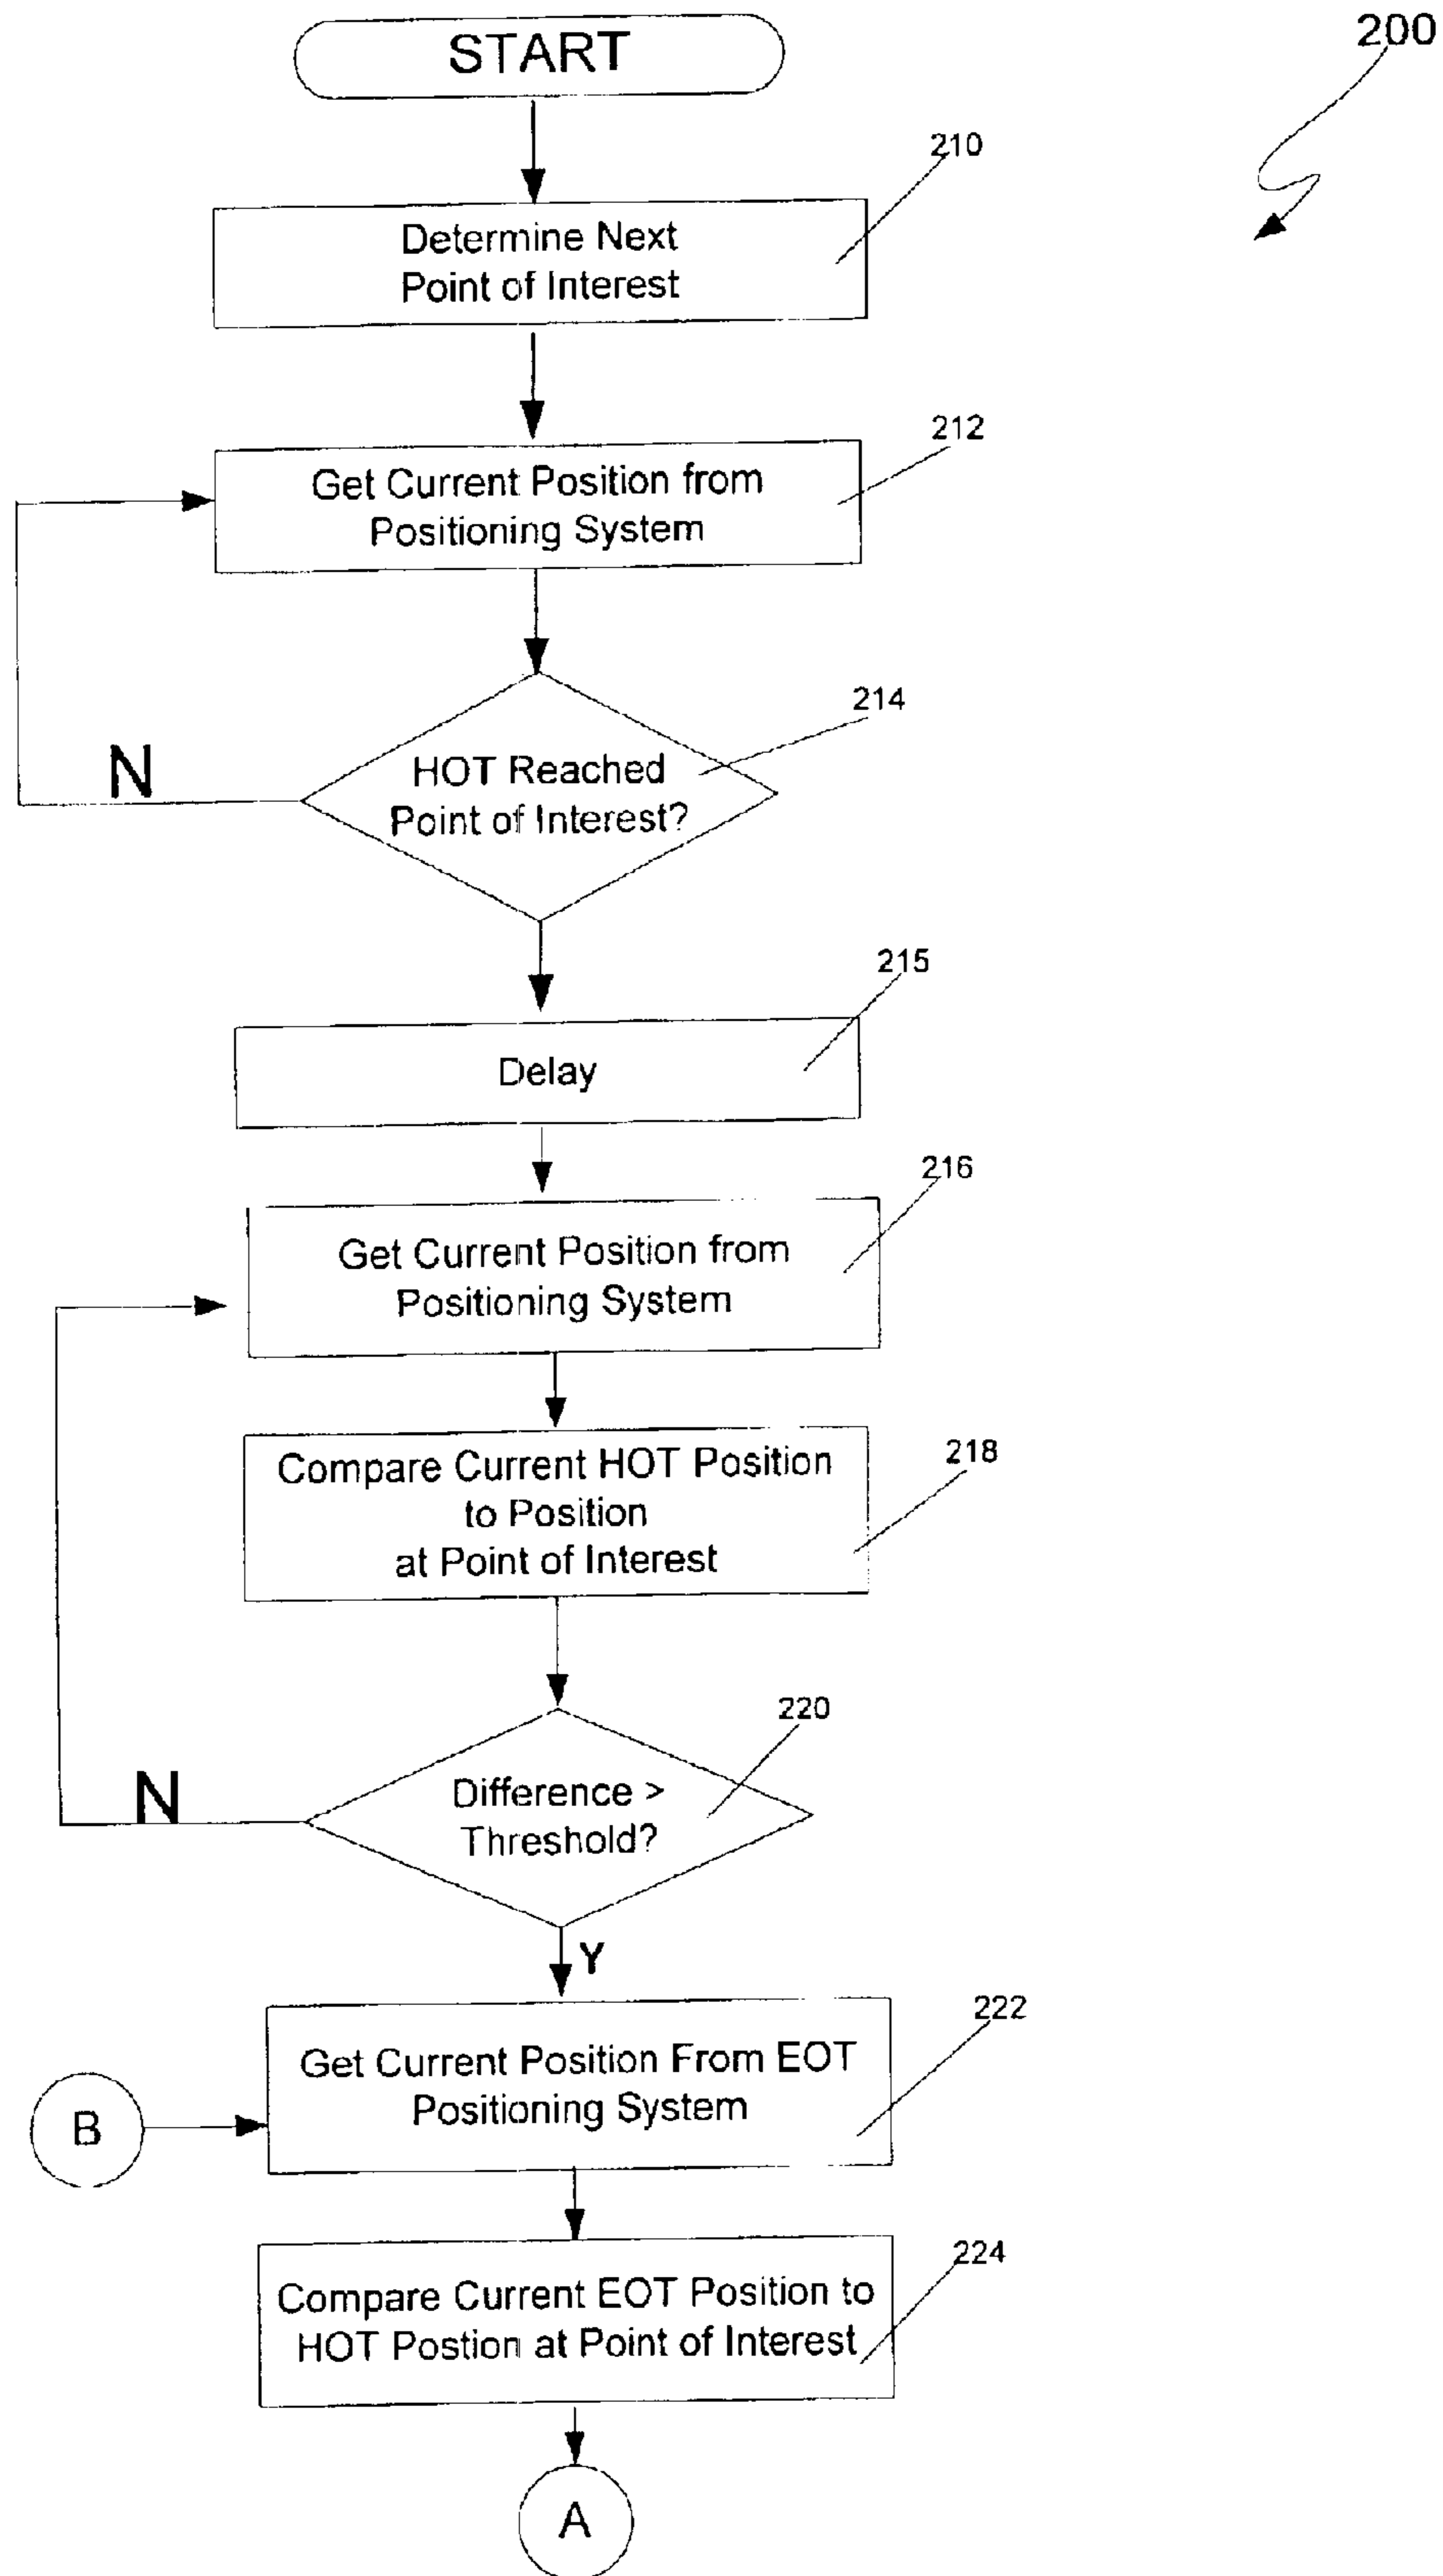 START
200
210
Determine Next
Point of Interest
212
Get Current Position from
Positioning System
214
HOT Reached
Point of Interest?
N
215
Delay
216
Get Current Position from
Positioning System
218
Compare Current HOT Position
to Position
at Point of Interest
220
Difference >
Threshold?
N
Y
222
Get Current Position From EOT
Positioning System
B
224
Compare Current EOT Position to
HOT Postion at Point of Interest
A